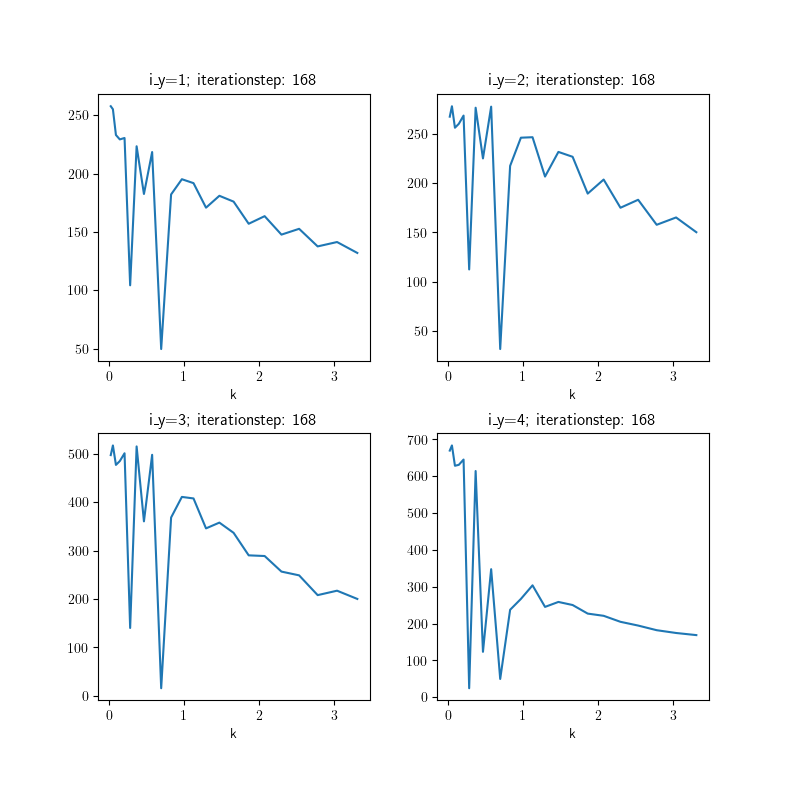 i_y=1; iterationstep: 168
i_y=2; iterationstep: 168
250
200
150
100
50
0 1 2 3
k
250
200
150
100
50
0 1 2 3
k
i_y=3; iterationstep: 168
i_y=4; iterationstep: 168
500
400
300
200
100
0
0 1 2 3
k
700
600
500
400
300
200
100
0
0 1 2 3
k